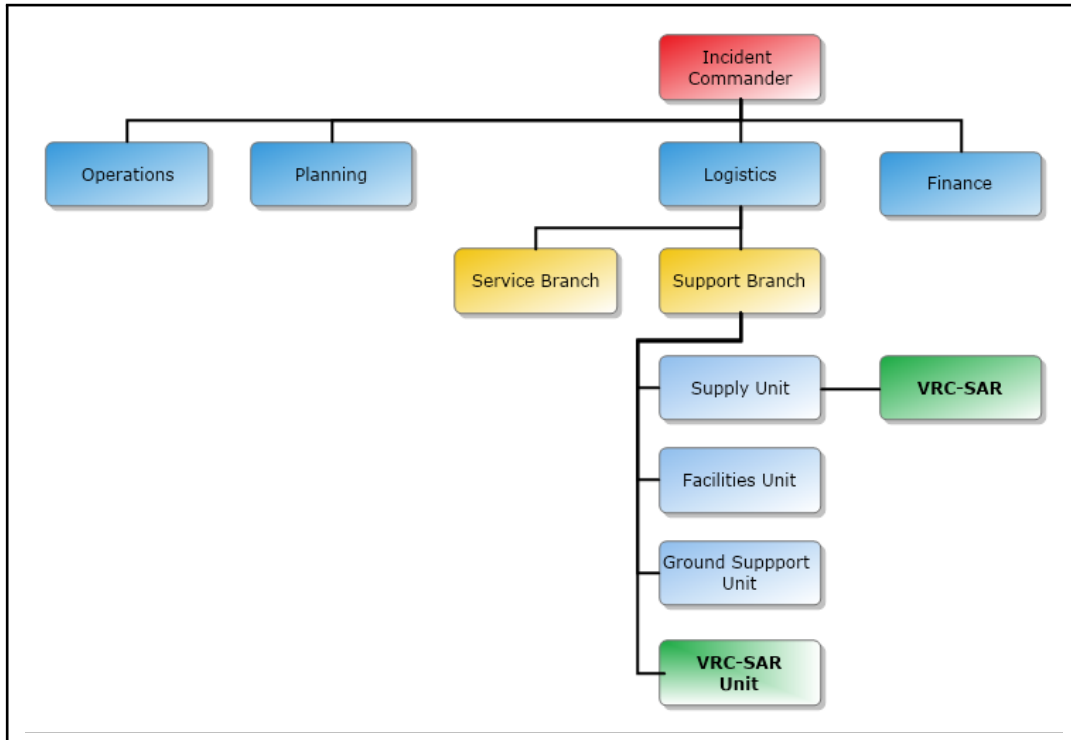 Incident
Commander
Operations
Planning
Logistics
Finance
Service Branch
Support Branch
Supply Unit
VRC-SAR
Facilities Unit
Ground Suppport
Unit
VRC-SAR
Unit